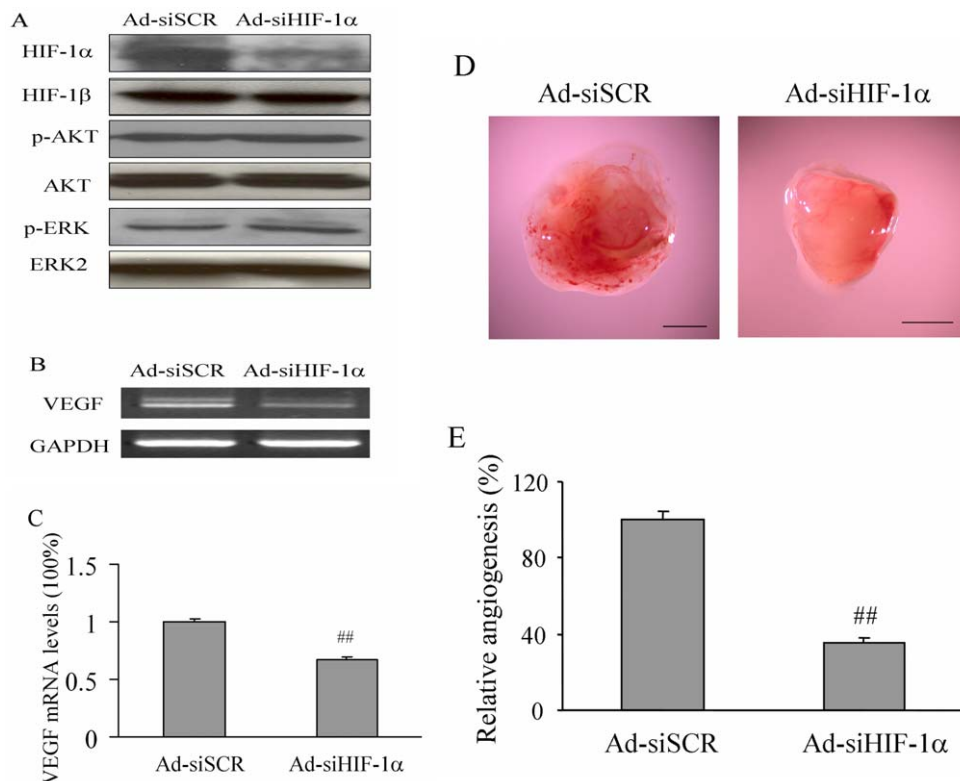 A
Ad-siSCR Ad-siHIF-1α
HIF-1α
HIF-1β
p-AKT
AKT
p-ERK
ERK2
B
Ad-siSCR Ad-siHIF-1α
VEGF
GAPDH
C
VEGF mRNA levels (100%)
1.5
1
0.5
0
##
Ad-siSCR Ad-siHIF-1α
D
Ad-siSCR Ad-siHIF-1α
E
Relative angiogenesis (%)
120
80
40
0
##
Ad-siSCR Ad-siHIF-1α